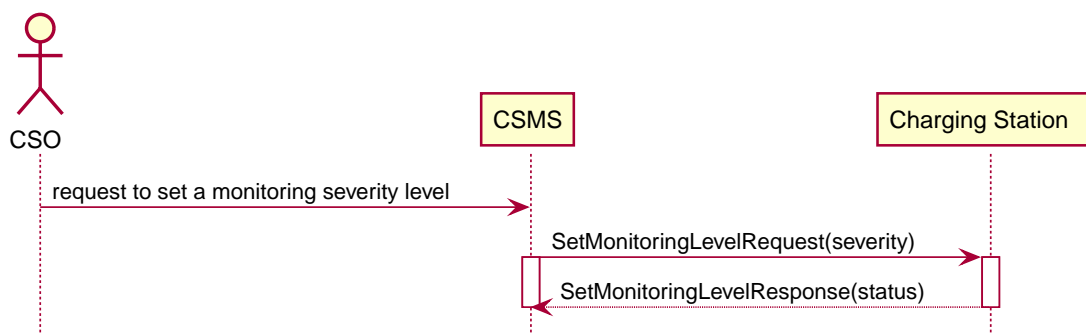 CSO
CSMS
Charging Station
request to set a monitoring severity level
SetMonitoringLevelRequest(severity)
SetMonitoringLevelResponse(status)